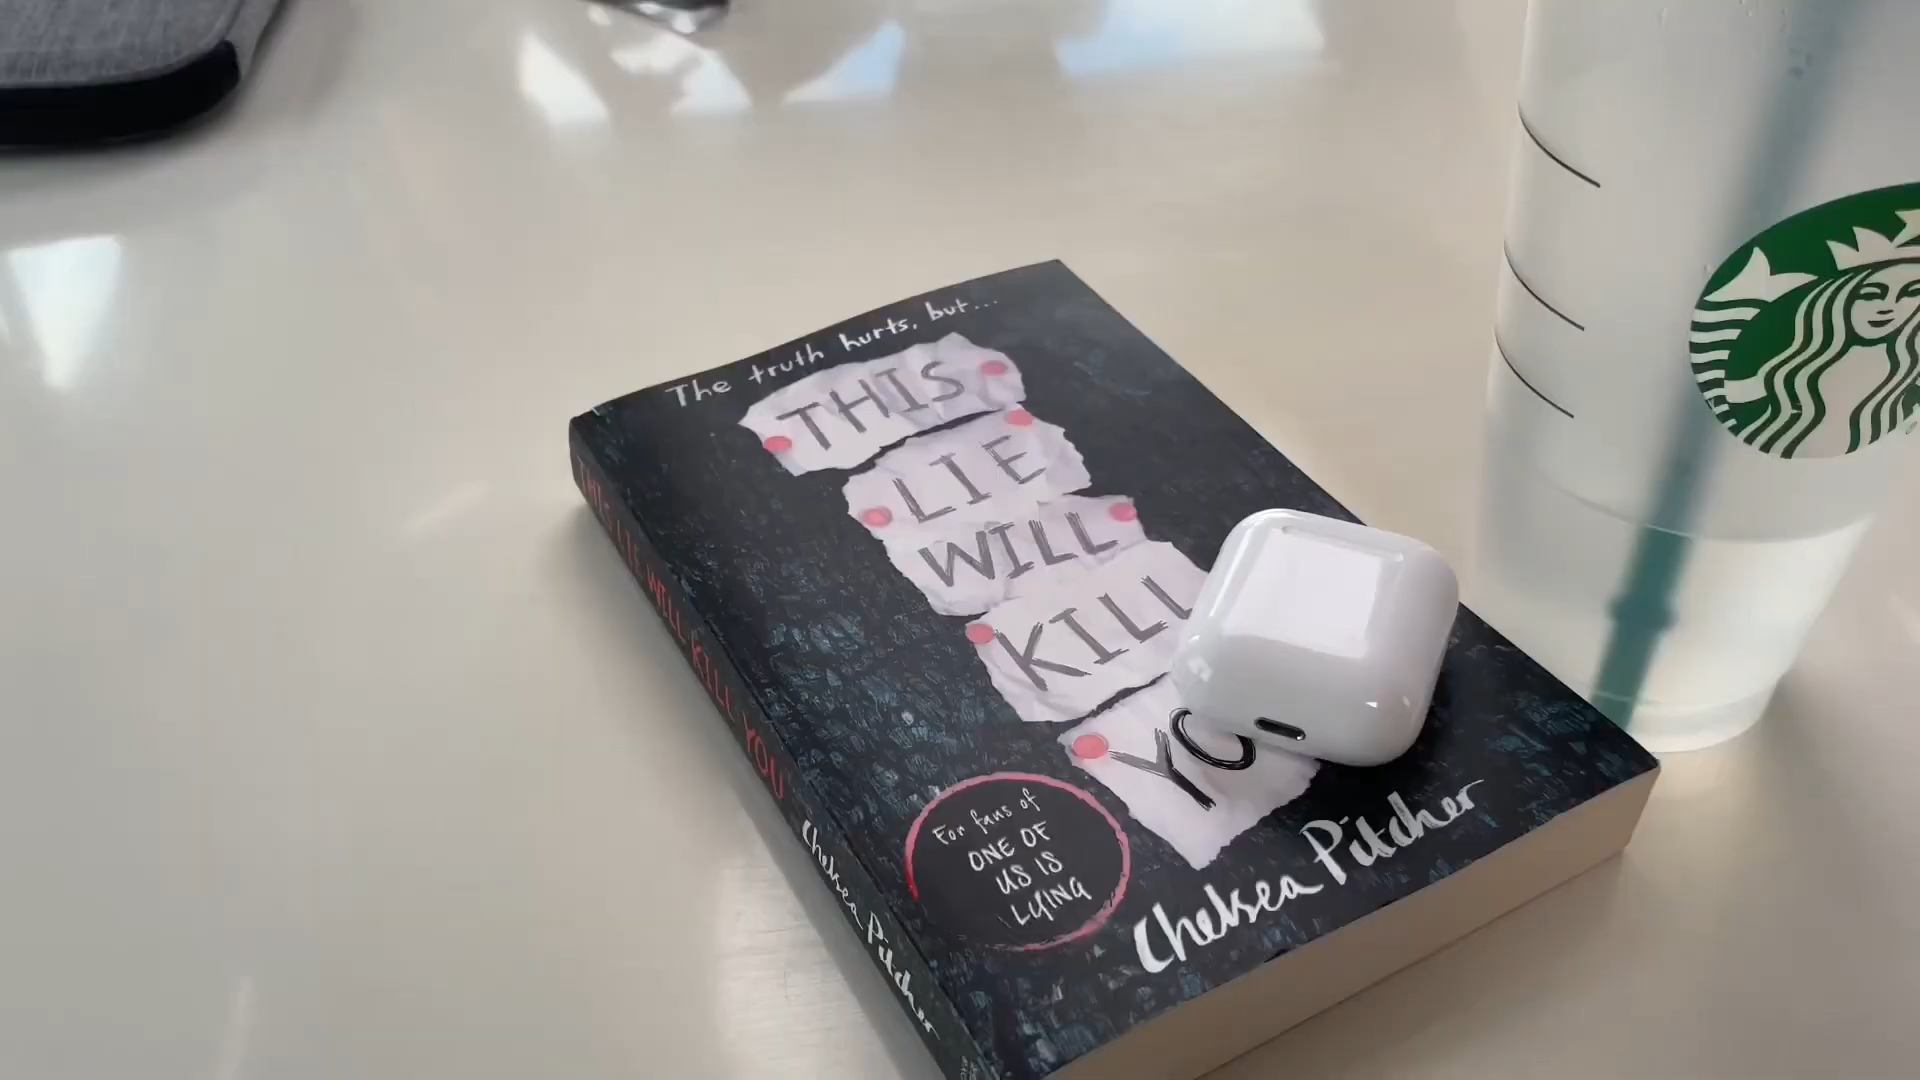 The truth hurts, but...
THIS
LIE
WILL
KILL
YO
For fans of
ONE OF
US IS
LYING
Chelsea Pitcher
THIS LIE WILL KILL YOU
Chelsea Pitcher